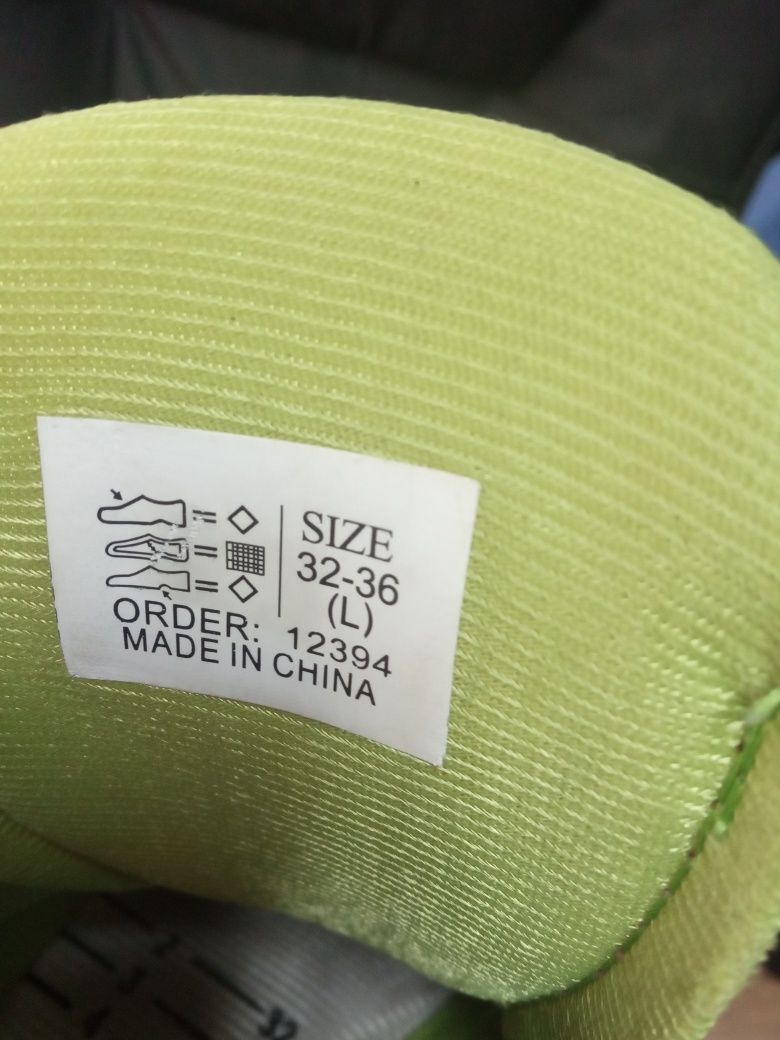 SIZE
32-36
(L)
ORDER: 12394
MADE IN CHINA